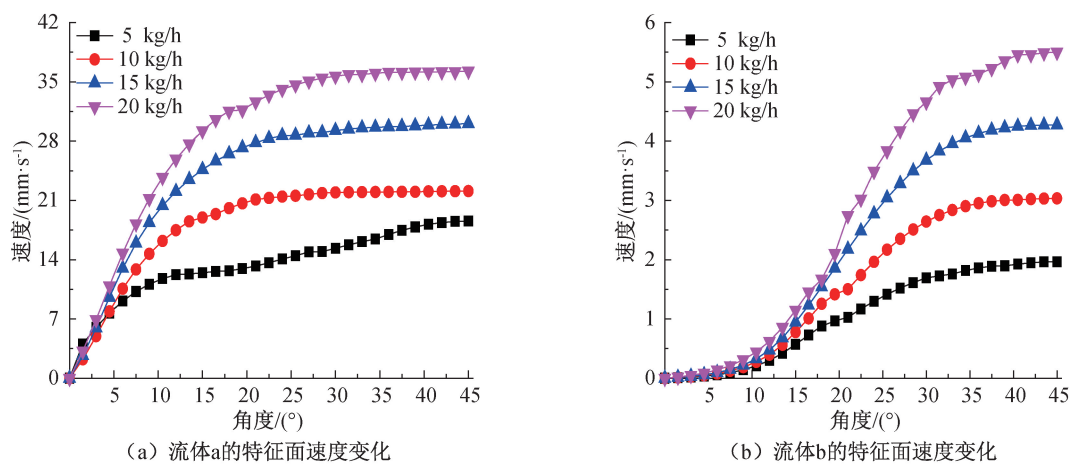 42
35
28
21
14
7
0
速度/(mm·s⁻¹)
5 kg/h
10 kg/h
15 kg/h
20 kg/h
5 10 15 20 25 30 35 40 45
角度/(°)
（a）流体a的特征面速度变化
6
5
4
3
2
1
0
速度/(mm·s⁻¹)
5 kg/h
10 kg/h
15 kg/h
20 kg/h
5 10 15 20 25 30 35 40 45
角度/(°)
（b）流体b的特征面速度变化